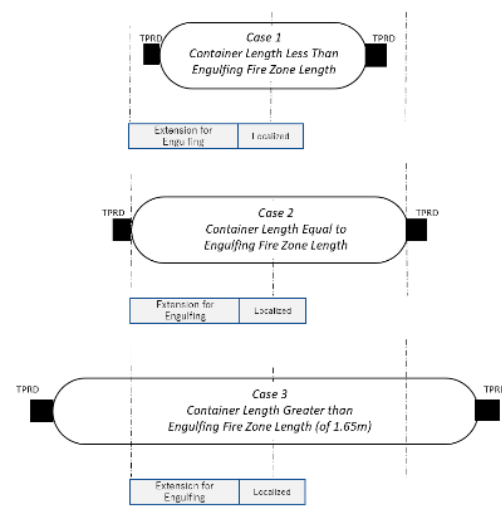 TPRD
TPRD
Case 1
Container Length Less Than
Engulfing Fire Zone Length
Extension for
Engulfing
Localized
TPRD
TPRD
Case 2
Container Length Equal to
Engulfing Fire Zone Length
Extension for
Engulfing
Localized
TPRD
TPRD
Case 3
Container Length Greater than
Engulfing Fire Zone Length (of 1.65m)
Extension for
Engulfing
Localized